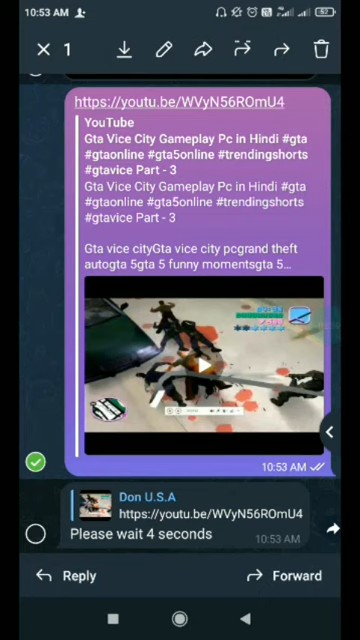 10:53 AM
1
https://youtu.be/WVyN56ROmU4
YouTube
Gta Vice City Gameplay Pc in Hindi #gta
#gtaonline #gta5online #trendingshorts
#gtavice Part - 3
Gta Vice City Gameplay Pc in Hindi #gta
#gtaonline #gta5online #trendingshorts
#gtavice Part - 3
Gta vice cityGta vice city pcgrand theft
autogta 5gta 5 funny momentsgta 5...
10:53 AM
Don U.S.A
https://youtu.be/WVyN56ROmU4
Please wait 4 seconds
10:53 AM
Reply
Forward